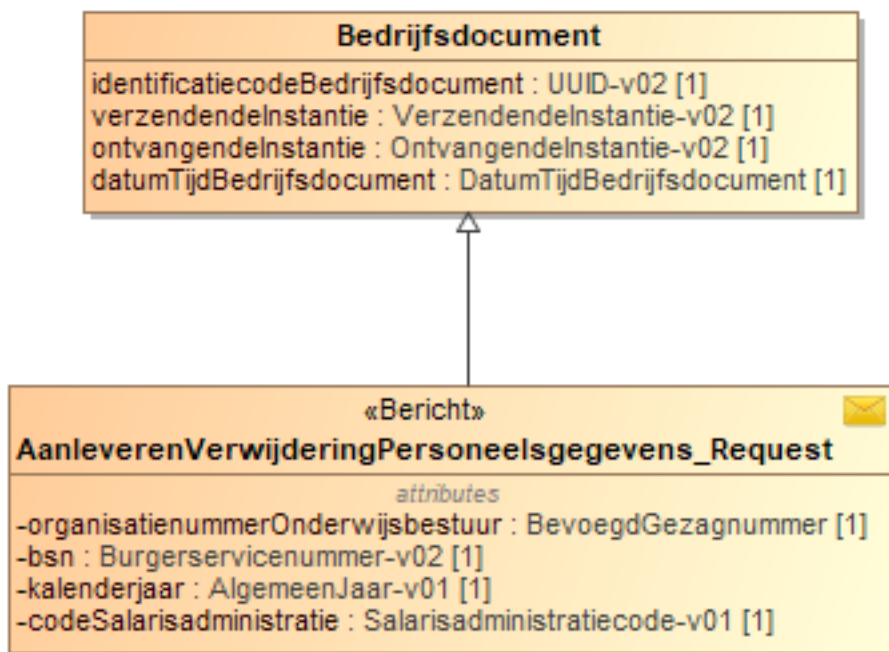 Bedrijfsdocument
identificatiecodeBedrijfsdocument : UUID-v02 [1]
verzendendeInstantie : VerzendendeInstantie-v02 [1]
ontvangendeInstantie : OntvangendeInstantie-v02 [1]
datumTijdBedrijfsdocument : DatumTijdBedrijfsdocument [1]
«Bericht»
AanleverenVerwijderingPersoneelsgegevens_Request
attributes
-organisatienummerOnderwijsbestuur : BevoegdGezagnummer [1]
-bsn : Burgerservicenummer-v02 [1]
-kalenderjaar : AlgemeenJaar-v01 [1]
-codeSalarisadministratie : Salarisadministratiecode-v01 [1]